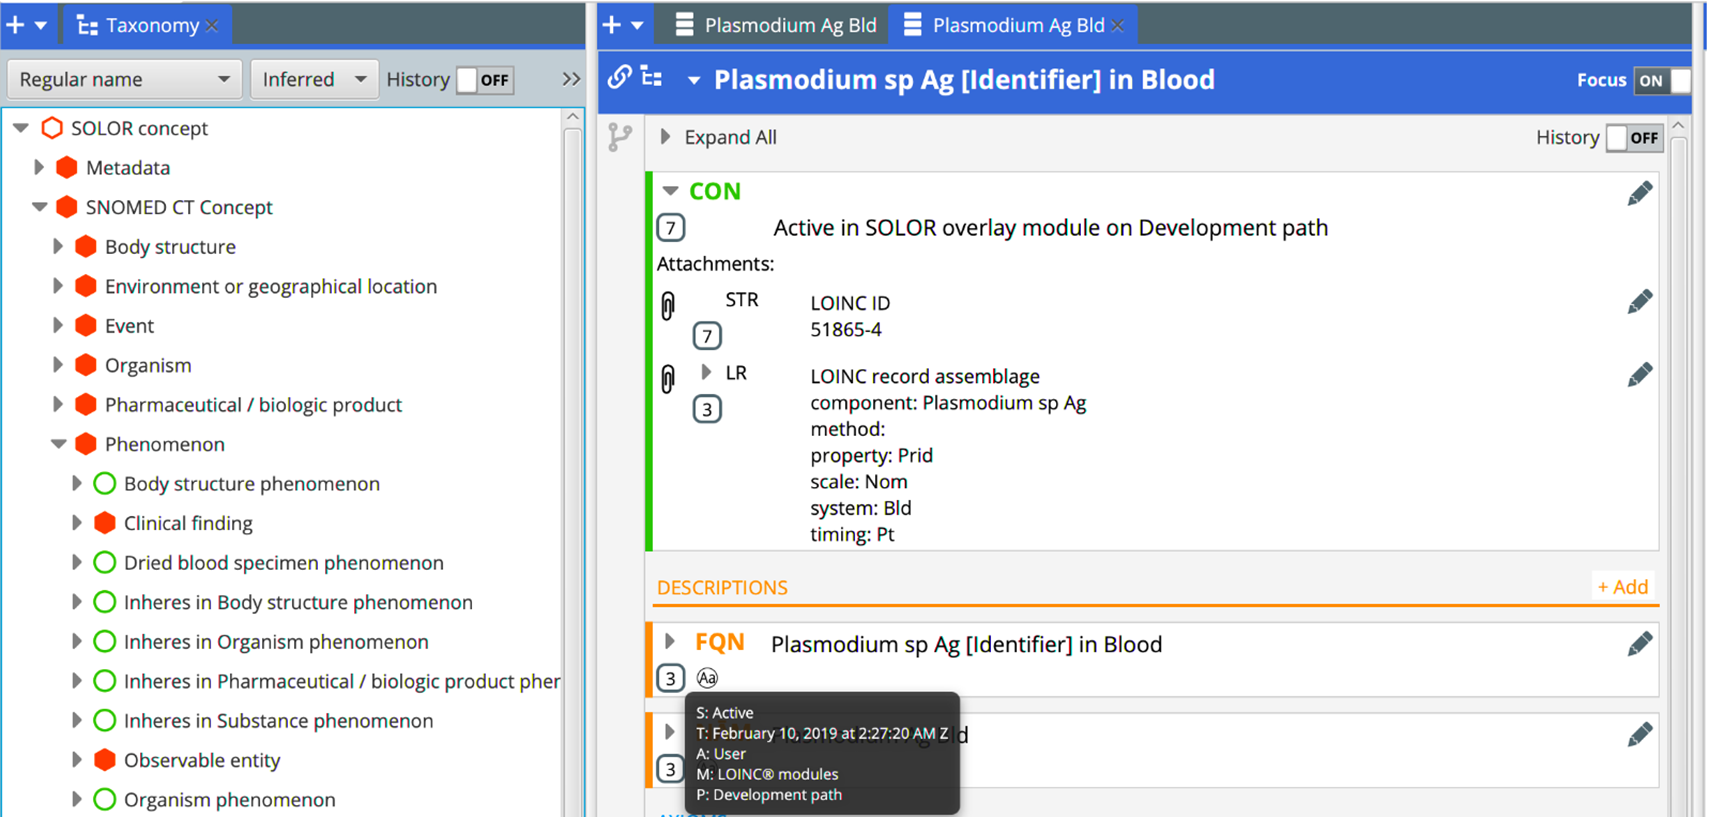 Taxonomy
Regular name
Inferred
History OFF
SOLOR concept
Metadata
SNOMED CT Concept
Body structure
Environment or geographical location
Event
Organism
Pharmaceutical / biologic product
Phenomenon
Body structure phenomenon
Clinical finding
Dried blood specimen phenomenon
Inheres in Body structure phenomenon
Inheres in Organism phenomenon
Inheres in Pharmaceutical / biologic product phen
Inheres in Substance phenomenon
Observable entity
Organism phenomenon
Plasmodium Ag Bld
Plasmodium Ag Bld
Plasmodium sp Ag [Identifier] in Blood
Focus ON
Expand All
History OFF
CON
7 Active in SOLOR overlay module on Development path
Attachments:
STR LOINC ID
7 51865-4
LR LOINC record assemblage
3 component: Plasmodium sp Ag
method:
property: Prid
scale: Nom
system: Bld
timing: Pt
DESCRIPTIONS + Add
FQN Plasmodium sp Ag [Identifier] in Blood
3 Aa
Plasmodium Ag Bld
3
S: Active
T: February 10, 2019 at 2:27:20 AM Z
A: User
M: LOINC® modules
P: Development path